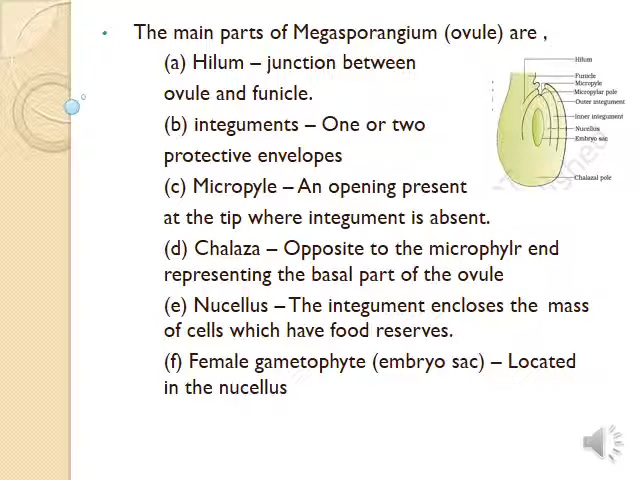 The main parts of Megasporangium (ovule) are ,
(a) Hilum – junction between
ovule and funicle.
(b) integuments – One or two
protective envelopes
(c) Micropyle – An opening present
at the tip where integument is absent.
(d) Chalaza – Opposite to the microphylr end
representing the basal part of the ovule
(e) Nucellus – The integument encloses the mass
of cells which have food reserves.
(f) Female gametophyte (embryo sac) – Located
in the nucellus
Hilum
Funicle
Micropyle
Micropylar pole
Outer integument
Inner integument
Nucellus
Embryo sac
Chalazal pole